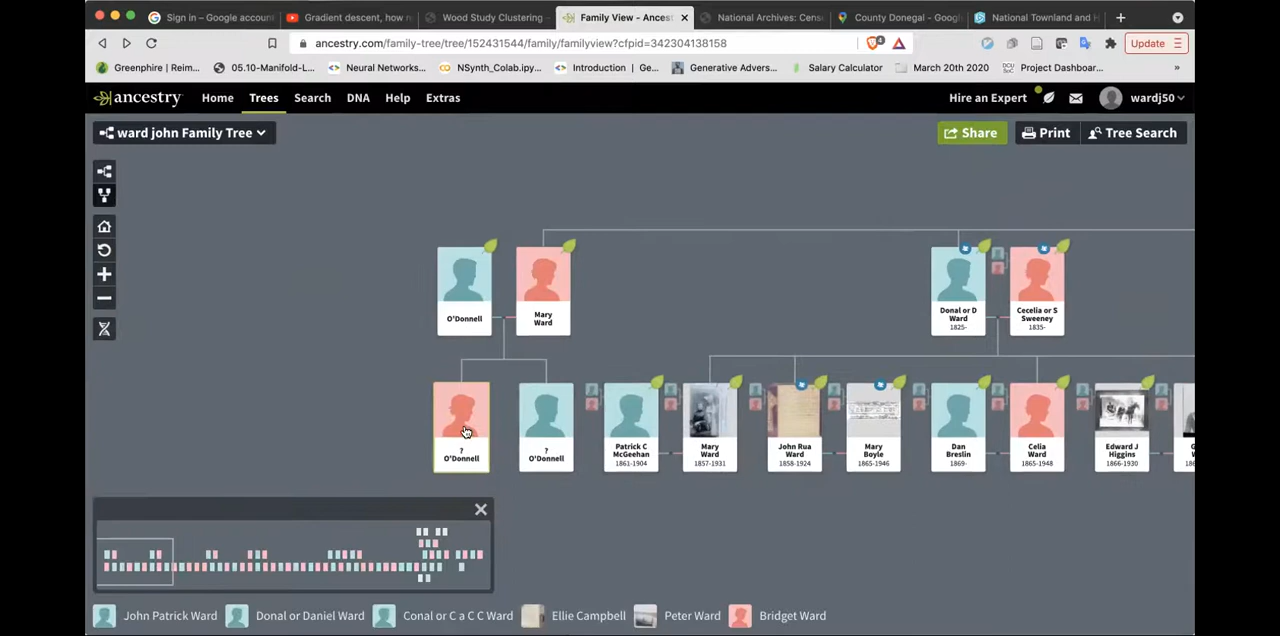 Sign in – Google accoun
Gradient descent, how n
Wood Study Clustering -
Family View - Ances
National Archives: Cens
County Donegal - Googl
National Townland and H
ancestry.com/family-tree/tree/152431544/family/familyview?cfpid=342304138158
4
Update
Greenphire | Reim...
05.10-Manifold-L...
Neural Networks...
NSynth_Colab.ipy...
Introduction | Ge...
Generative Advers...
Salary Calculator
March 20th 2020
Project Dashboar...
»
ancestry
Home
Trees
Search
DNA
Help
Extras
Hire an Expert
wardj50
ward john Family Tree
Share
Print
Tree Search
O'Donnell
Mary
Ward
Donal or D
Ward
1825-
Cecelia or S
Sweeney
1835-
?
O'Donnell
?
O'Donnell
Patrick C
McGeehan
1861-1904
Mary
Ward
1857-1931
John Rua
Ward
1858-1924
Mary
Boyle
1865-1946
Dan
Breslin
1869-
Celia
Ward
1865-1948
Edward J
Higgins
1866-1930
John Patrick Ward
Donal or Daniel Ward
Conal or C a C C Ward
Ellie Campbell
Peter Ward
Bridget Ward